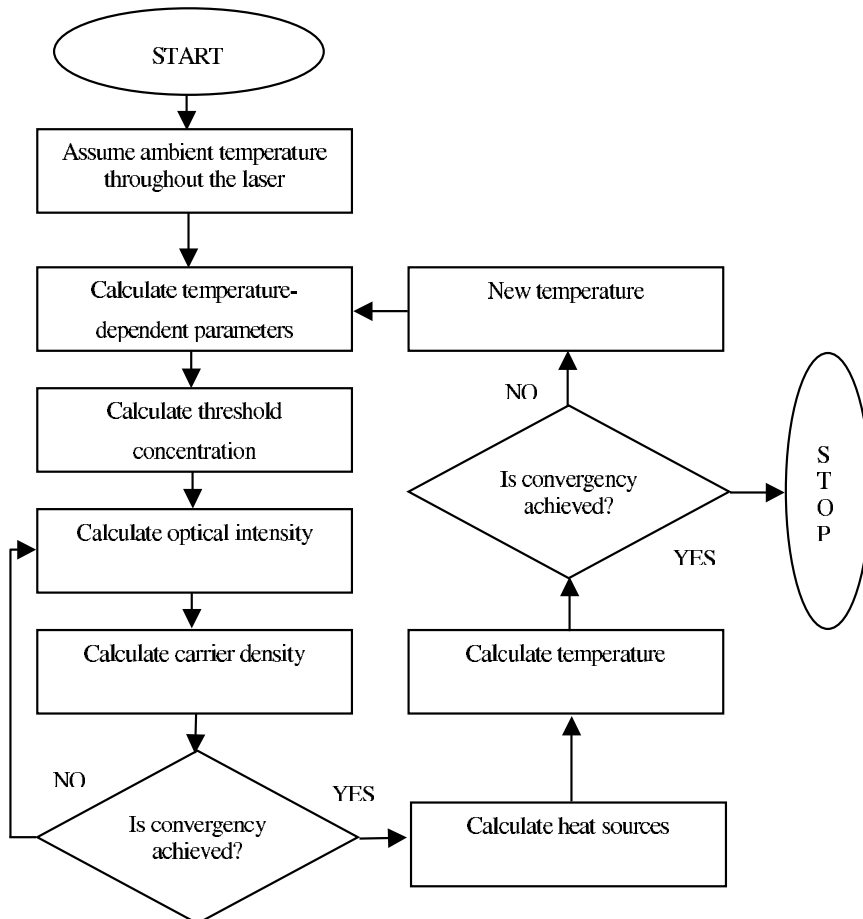 START
Assume ambient temperature
throughout the laser
Calculate temperature-
dependent parameters
New temperature
Calculate threshold
concentration
NO
Is convergency
achieved?
YES
S
T
O
P
Calculate optical intensity
Calculate carrier density
Calculate temperature
NO
YES
Is convergency
achieved?
Calculate heat sources